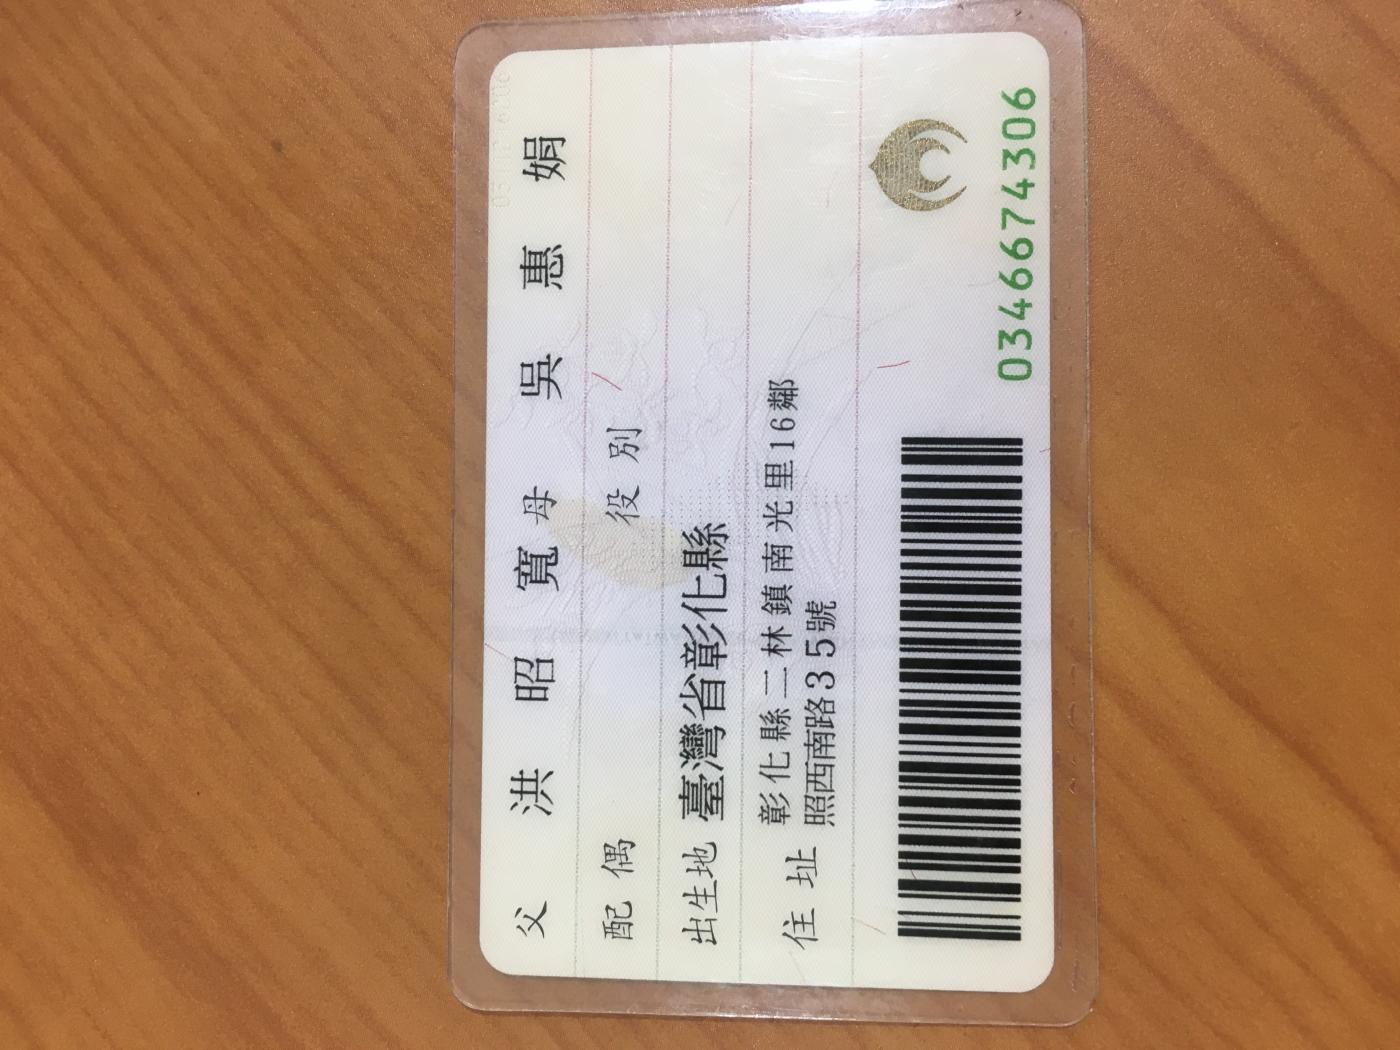 父 洪 昭 寬 母 吳 惠 娟
配偶 役別
出生地 臺灣省彰化縣
住址 彰化縣二林鎮南光里16鄰
照西南路35號
0346674306